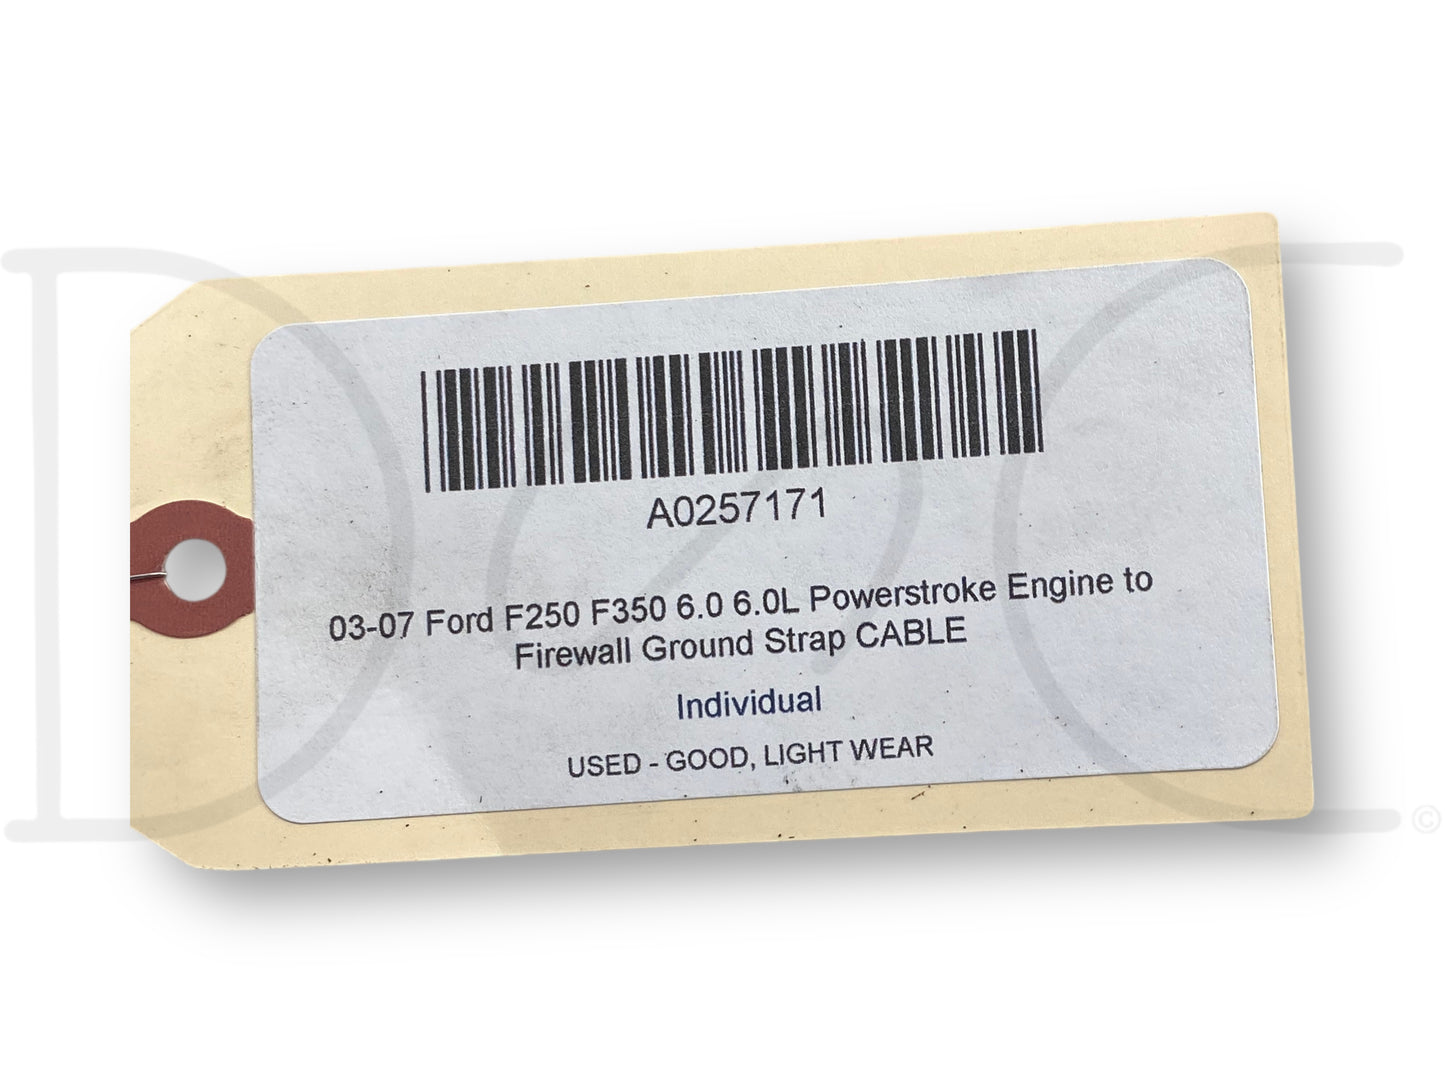 A0257171
03-07 Ford F250 F350 6.0 6.0L Powerstroke Engine to
Firewall Ground Strap CABLE
Individual
USED - GOOD, LIGHT WEAR
©